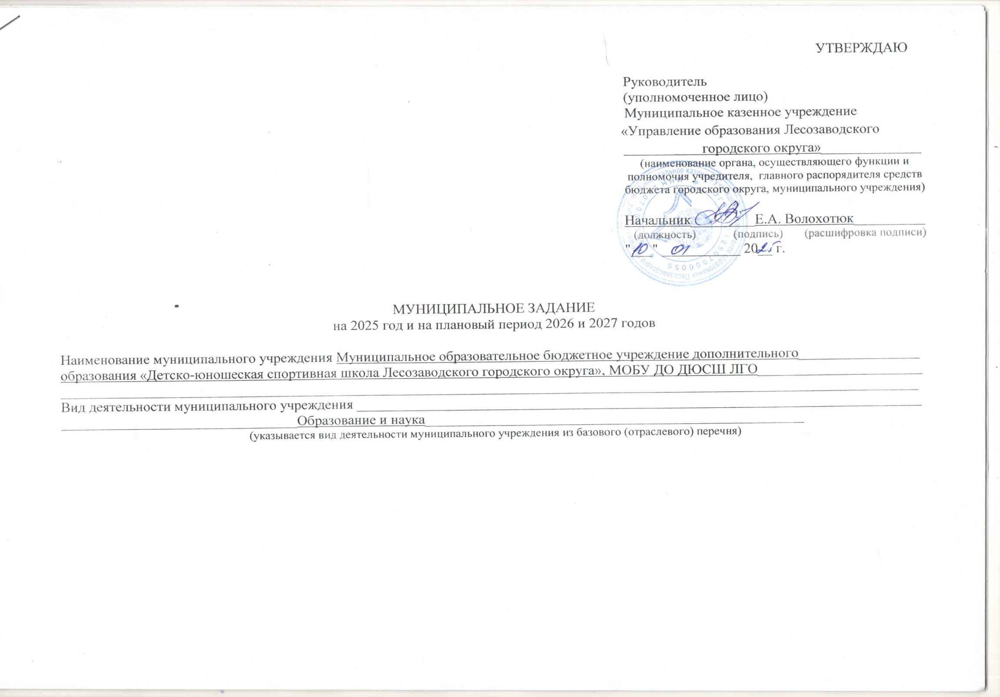 УТВЕРЖДАЮ
Руководитель
(уполномоченное лицо)
Муниципальное казенное учреждение
«Управление образования Лесозаводского
городского округа»
(наименование органа, осуществляющего функции и
полномочия учредителя, главного распорядителя средств
бюджета городского округа, муниципального учреждения)
Начальник Е.А. Волохотюк
(должность) (подпись) (расшифровка подписи)
"10" 01 2025 г.
МУНИЦИПАЛЬНОЕ ЗАДАНИЕ
на 2025 год и на плановый период 2026 и 2027 годов
Наименование муниципального учреждения Муниципальное образовательное бюджетное учреждение дополнительного
образования «Детско-юношеская спортивная школа Лесозаводского городского округа», МОБУ ДО ДЮСШ ЛГО
Вид деятельности муниципального учреждения
Образование и наука
(указывается вид деятельности муниципального учреждения из базового (отраслевого) перечня)